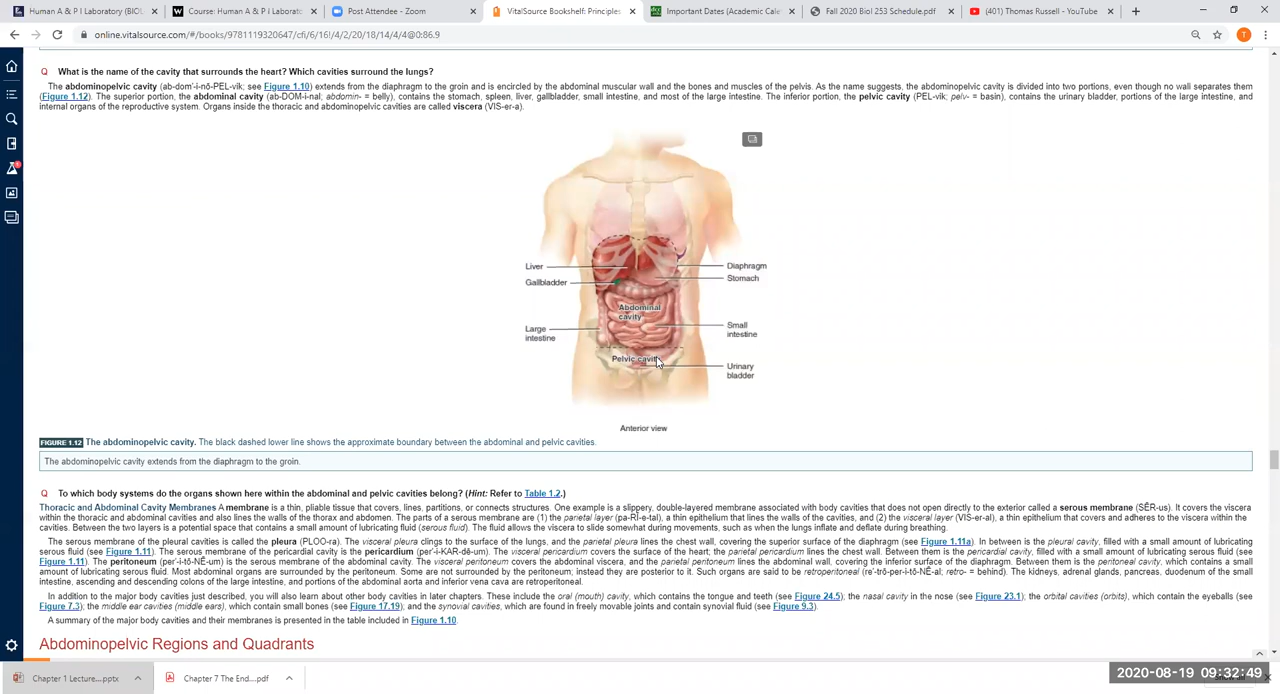 Human A & P I Laboratory (BIOL
Course: Human A & P I Laborato
Post Attendee - Zoom
VitalSource Bookshelf: Principles
Important Dates (Academic Cale
Fall 2020 Biol 253 Schedule.pdf
(401) Thomas Russell - YouTube
online.vitalsource.com/#/books/9781119320647/cfi/6/16!/4/2/20/18/14/4/4@0:86.9
Q What is the name of the cavity that surrounds the heart? Which cavities surround the lungs?
The abdominopelvic cavity (ab-dom'-i-nō-PEL-vik; see Figure 1.10) extends from the diaphragm to the groin and is encircled by the abdominal muscular wall and the bones and muscles of the pelvis. As the name suggests, the abdominopelvic cavity is divided into two portions, even though no wall separates them
(Figure 1.12). The superior portion, the abdominal cavity (ab-DOM-i-nal; abdomin- = belly), contains the stomach, spleen, liver, gallbladder, small intestine, and most of the large intestine. The inferior portion, the pelvic cavity (PEL-vik; pelv- = basin), contains the urinary bladder, portions of the large intestine, and
internal organs of the reproductive system. Organs inside the thoracic and abdominopelvic cavities are called viscera (VIS-er-a).
Liver
Diaphragm
Gallbladder
Stomach
Abdominal
cavity
Large
intestine
Small
intestine
Pelvic cavity
Urinary
bladder
Anterior view
FIGURE 1.12 The abdominopelvic cavity. The black dashed lower line shows the approximate boundary between the abdominal and pelvic cavities.
The abdominopelvic cavity extends from the diaphragm to the groin.
Q To which body systems do the organs shown here within the abdominal and pelvic cavities belong? (Hint: Refer to Table 1.2.)
Thoracic and Abdominal Cavity Membranes A membrane is a thin, pliable tissue that covers, lines, partitions, or connects structures. One example is a slippery, double-layered membrane associated with body cavities that does not open directly to the exterior called a serous membrane (SĒR-us). It covers the viscera
within the thoracic and abdominal cavities and also lines the walls of the thorax and abdomen. The parts of a serous membrane are (1) the parietal layer (pa-RĪ-e-tal), a thin epithelium that lines the walls of the cavities, and (2) the visceral layer (VIS-er-al), a thin epithelium that covers and adheres to the viscera within the
cavities. Between the two layers is a potential space that contains a small amount of lubricating fluid (serous fluid). The fluid allows the viscera to slide somewhat during movements, such as when the lungs inflate and deflate during breathing.
The serous membrane of the pleural cavities is called the pleura (PLOO-ra). The visceral pleura clings to the surface of the lungs, and the parietal pleura lines the chest wall, covering the superior surface of the diaphragm (see Figure 1.11a). In between is the pleural cavity, filled with a small amount of lubricating
serous fluid (see Figure 1.11). The serous membrane of the pericardial cavity is the pericardium (per'-i-KAR-dē-um). The visceral pericardium covers the surface of the heart; the parietal pericardium lines the chest wall. Between them is the pericardial cavity, filled with a small amount of lubricating serous fluid (see
Figure 1.11). The peritoneum (per'-i-tō-NĒ-um) is the serous membrane of the abdominal cavity. The visceral peritoneum covers the abdominal viscera, and the parietal peritoneum lines the abdominal wall, covering the inferior surface of the diaphragm. Between them is the peritoneal cavity, which contains a small
amount of lubricating serous fluid. Most abdominal organs are surrounded by the peritoneum. Some are not surrounded by the peritoneum; instead they are posterior to it. Such organs are said to be retroperitoneal (re'-trō-per-i-tō-NĒ-al; retro- = behind). The kidneys, adrenal glands, pancreas, duodenum of the small
intestine, ascending and descending colons of the large intestine, and portions of the abdominal aorta and inferior vena cava are retroperitoneal.
In addition to the major body cavities just described, you will also learn about other body cavities in later chapters. These include the oral (mouth) cavity, which contains the tongue and teeth (see Figure 24.5); the nasal cavity in the nose (see Figure 23.1); the orbital cavities (orbits), which contain the eyeballs (see
Figure 7.3); the middle ear cavities (middle ears), which contain small bones (see Figure 17.19); and the synovial cavities, which are found in freely movable joints and contain synovial fluid (see Figure 9.3).
A summary of the major body cavities and their membranes is presented in the table included in Figure 1.10.
Abdominopelvic Regions and Quadrants
Chapter 1 Lecture....pptx
Chapter 7 The End....pdf
2020-08-19 09:32:49